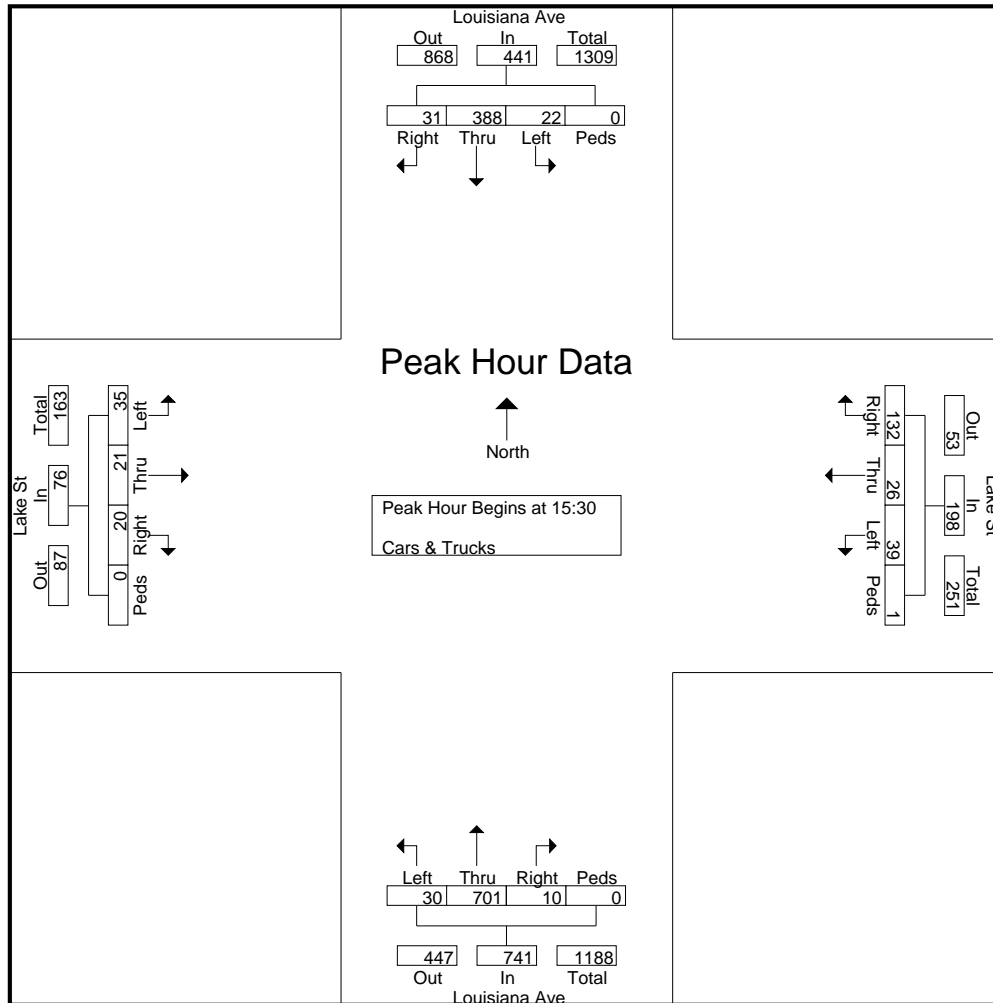 Louisiana Ave
Out In Total
868 441 1309
31 388 22 0
Right Thru Left Peds
Peak Hour Data
North
Peak Hour Begins at 15:30
Cars & Trucks
Lake St
Total In Out
163 76 87
35 21 20 0
Left Thru Right Peds
Right Thru Left Peds
132 26 39 1
Out In Total
53 198 251
Lake St
Left Thru Right Peds
30 701 10 0
447 741 1188
Out In Total
Louisiana Ave